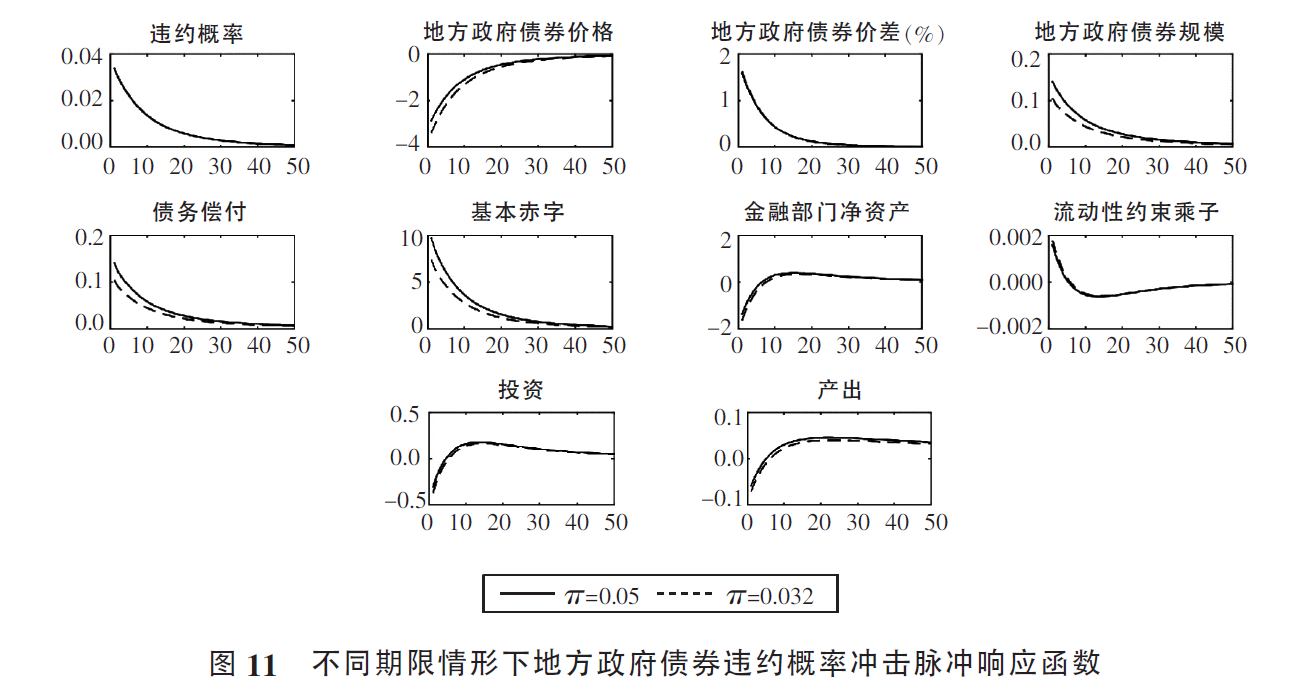 违约概率 地方政府债券价格 地方政府债券价差(%) 地方政府债券规模
0.04 0 2 0.2
0.02 −2 1 0.1
0.00 −4 0 0.0
0 10 20 30 40 50 0 10 20 30 40 50 0 10 20 30 40 50 0 10 20 30 40 50
债务偿付 基本赤字 金融部门净资产 流动性约束乘子
0.2 10 2 0.002
0.1 5 0 0.000
0.0 0 −2 −0.002
0 10 20 30 40 50 0 10 20 30 40 50 0 10 20 30 40 50 0 10 20 30 40 50
投资 产出
0.5 0.1
0.0 0.0
−0.5 −0.1
0 10 20 30 40 50 0 10 20 30 40 50
π=0.05 π=0.032
图 11 不同期限情形下地方政府债券违约概率冲击脉冲响应函数